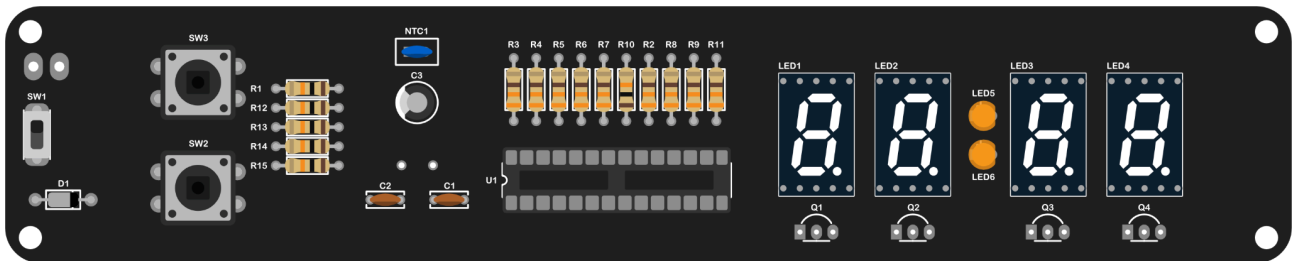 SW1
D1
SW3
SW2
R1
R12
R13
R14
R15
NTC1
C3
C2
C1
R3 R4 R5 R6 R7 R10 R2 R8 R9 R11
U1
LED1
LED2
LED3
LED4
LED5
LED6
Q1
Q2
Q3
Q4